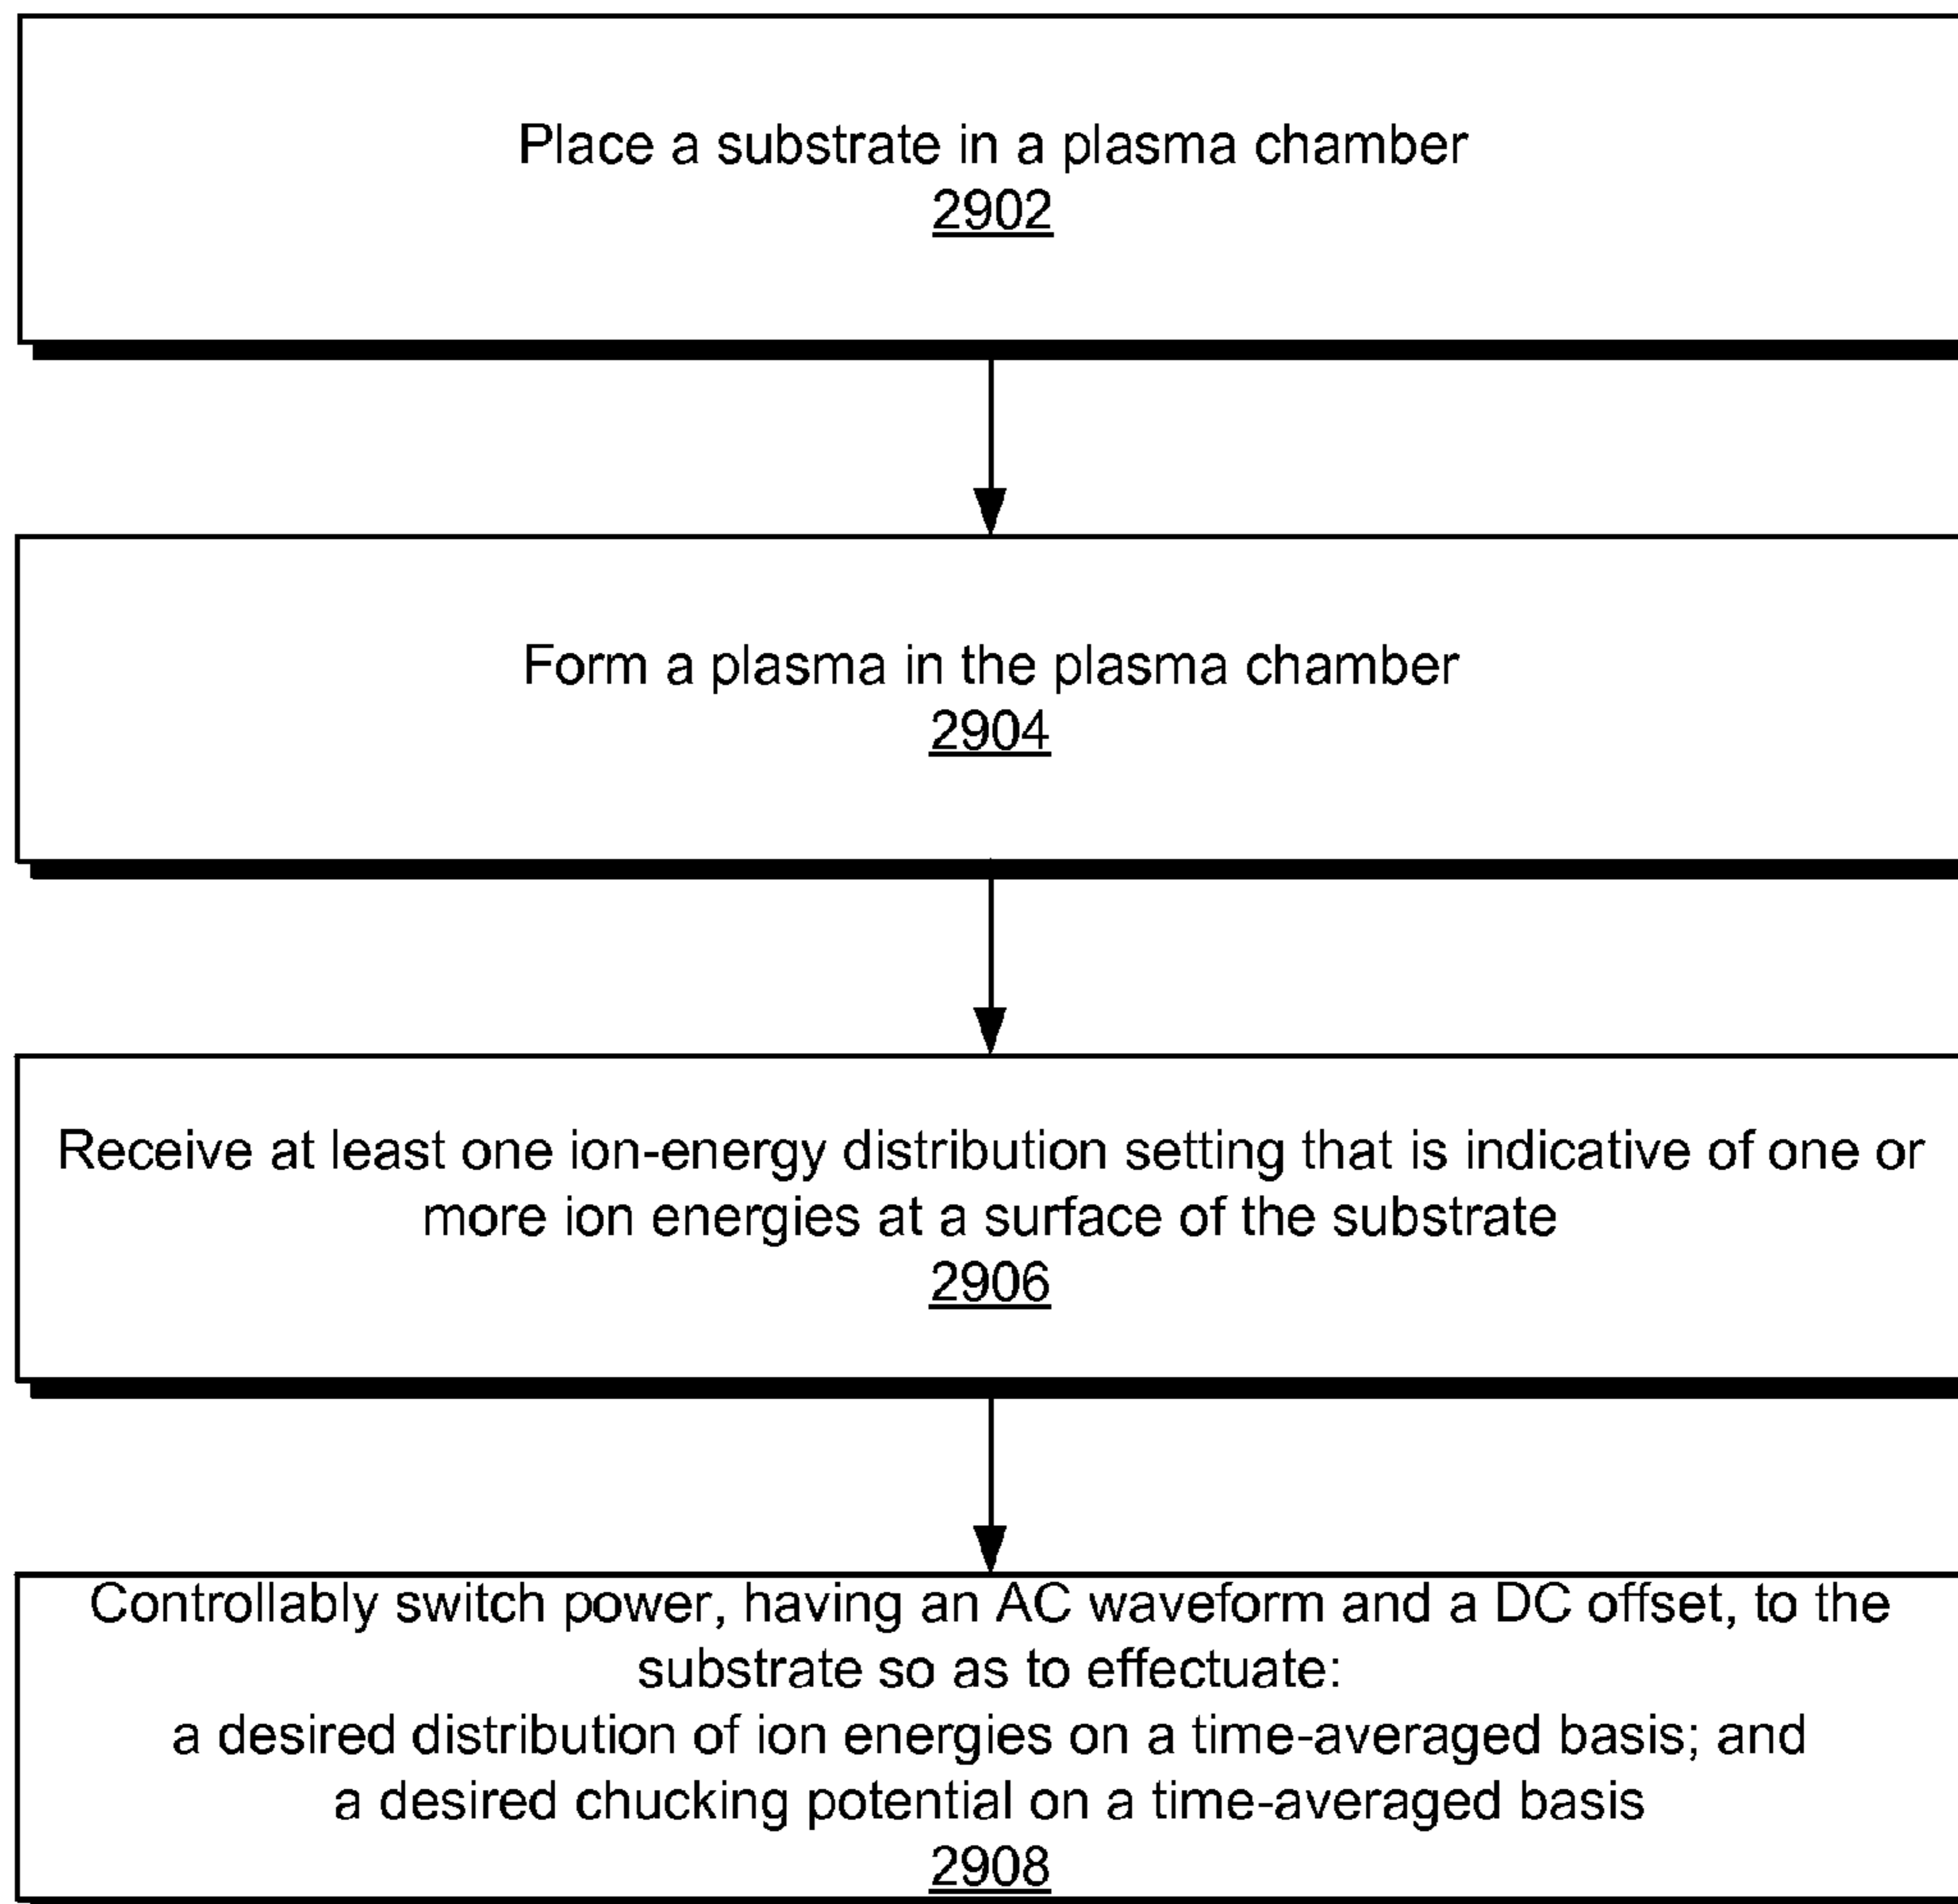 Place a substrate in a plasma chamber
2902
Form a plasma in the plasma chamber
2904
Receive at least one ion-energy distribution setting that is indicative of one or
more ion energies at a surface of the substrate
2906
Controllably switch power, having an AC waveform and a DC offset, to the
substrate so as to effectuate:
a desired distribution of ion energies on a time-averaged basis; and
a desired chucking potential on a time-averaged basis
2908